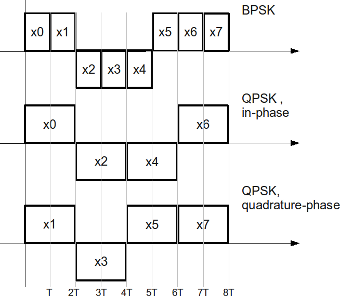 BPSK
x0 x1 x5 x6 x7
x2 x3 x4
QPSK ,
in-phase
x0 x6
x2 x4
QPSK,
quadrature-phase
x1 x5 x7
x3
T 2T 3T 4T 5T 6T 7T 8T